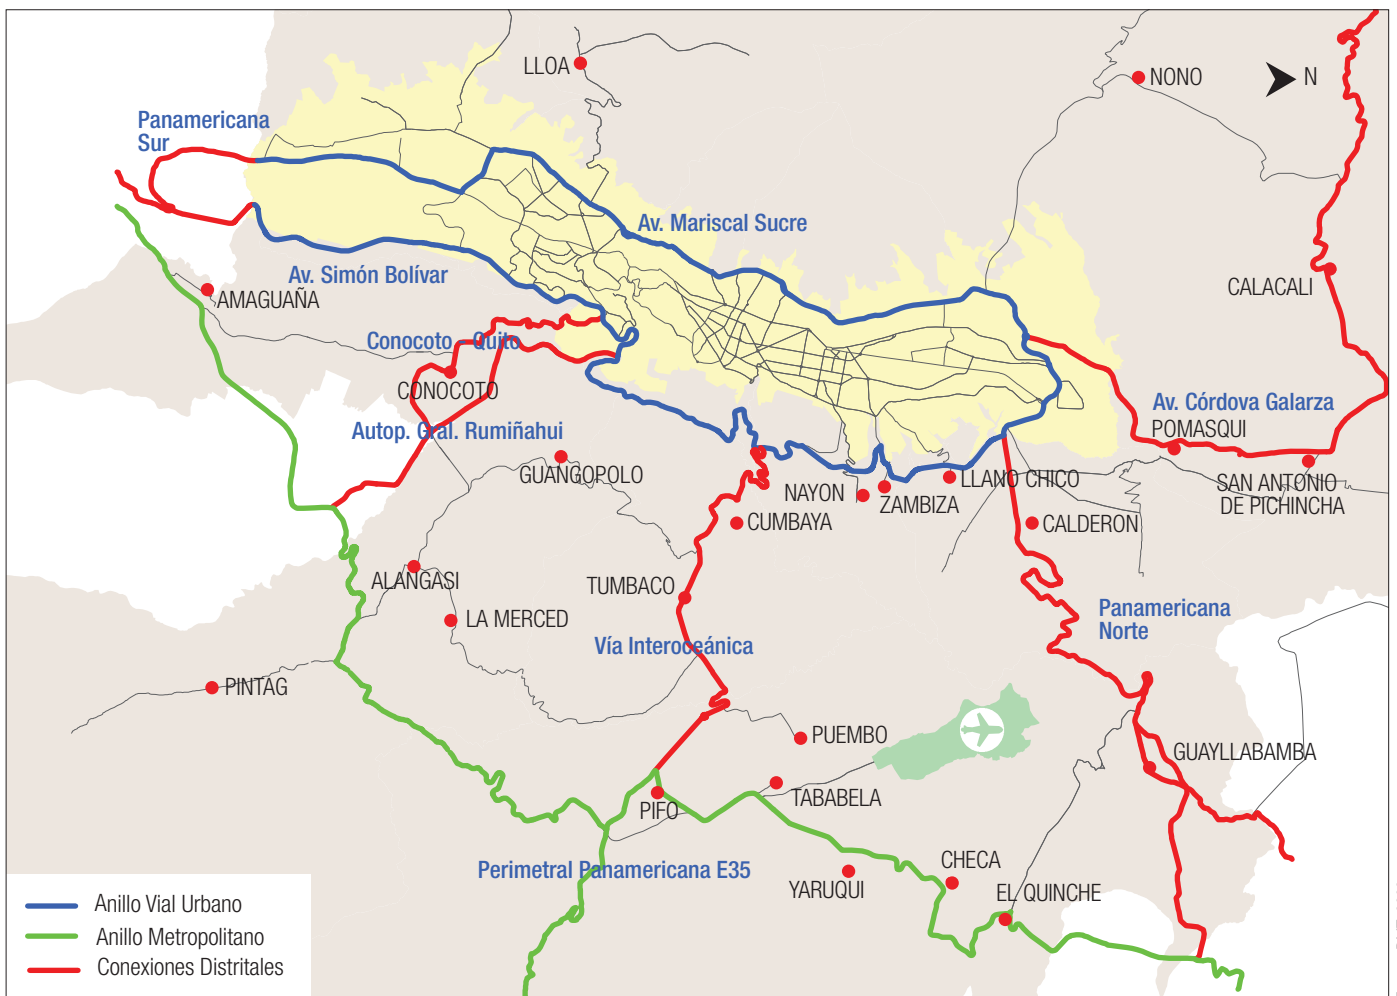 LLOA
NONO
N
Panamericana
Sur
Av. Mariscal Sucre
Av. Simón Bolívar
CALACALI
AMAGUAÑA
Conocoto - Quito
CONOCOTO
Av. Córdova Galarza
POMASQUI
Autop. Gral. Rumiñahui
GUANGOPOLO
NAYON
ZAMBIZA
LLANO CHICO
SAN ANTONIO
DE PICHINCHA
CUMBAYA
CALDERON
ALANGASI
TUMBACO
LA MERCED
Panamericana
Norte
Vía Interoceánica
PINTAG
PUEMBO
GUAYLLABAMBA
TABABELA
PIFO
Perimetral Panamericana E35
YARUQUI
CHECA
EL QUINCHE
Anillo Vial Urbano
Anillo Metropolitano
Conexiones Distritales